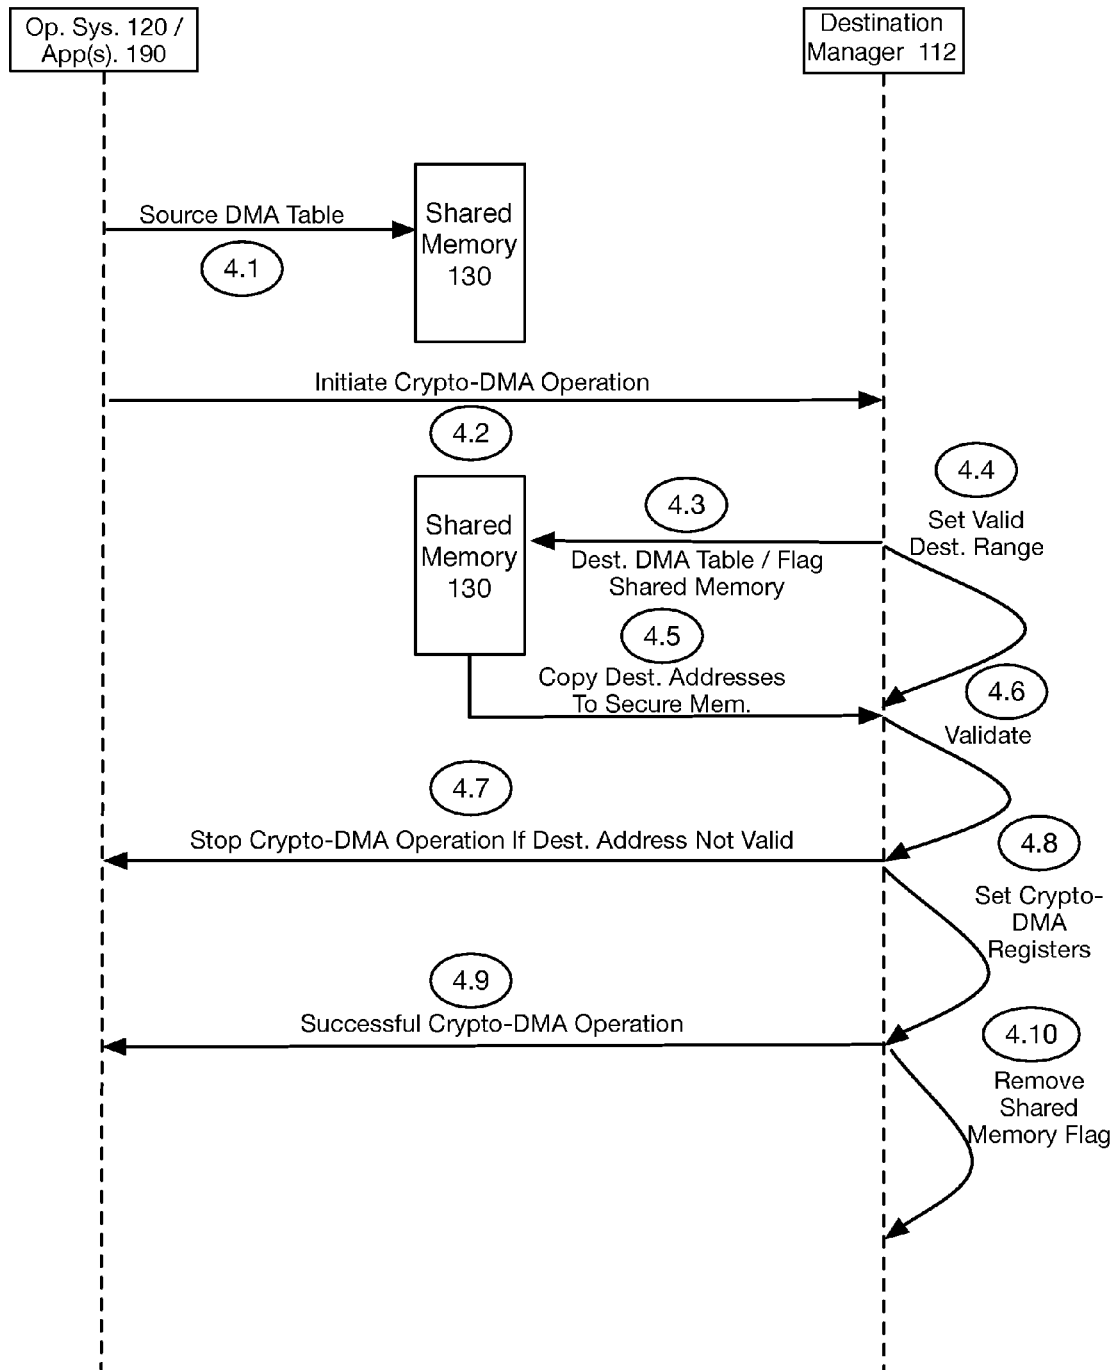 Op. Sys. 120 /
App(s). 190
Destination
Manager 112
Source DMA Table
4.1
Shared
Memory
130
Initiate Crypto-DMA Operation
4.2
4.4
Set Valid
Dest. Range
4.3
Dest. DMA Table / Flag
Shared Memory
Shared
Memory
130
4.5
Copy Dest. Addresses
To Secure Mem.
4.6
Validate
4.7
Stop Crypto-DMA Operation If Dest. Address Not Valid
4.8
Set Crypto-
DMA
Registers
4.9
Successful Crypto-DMA Operation
4.10
Remove
Shared
Memory Flag